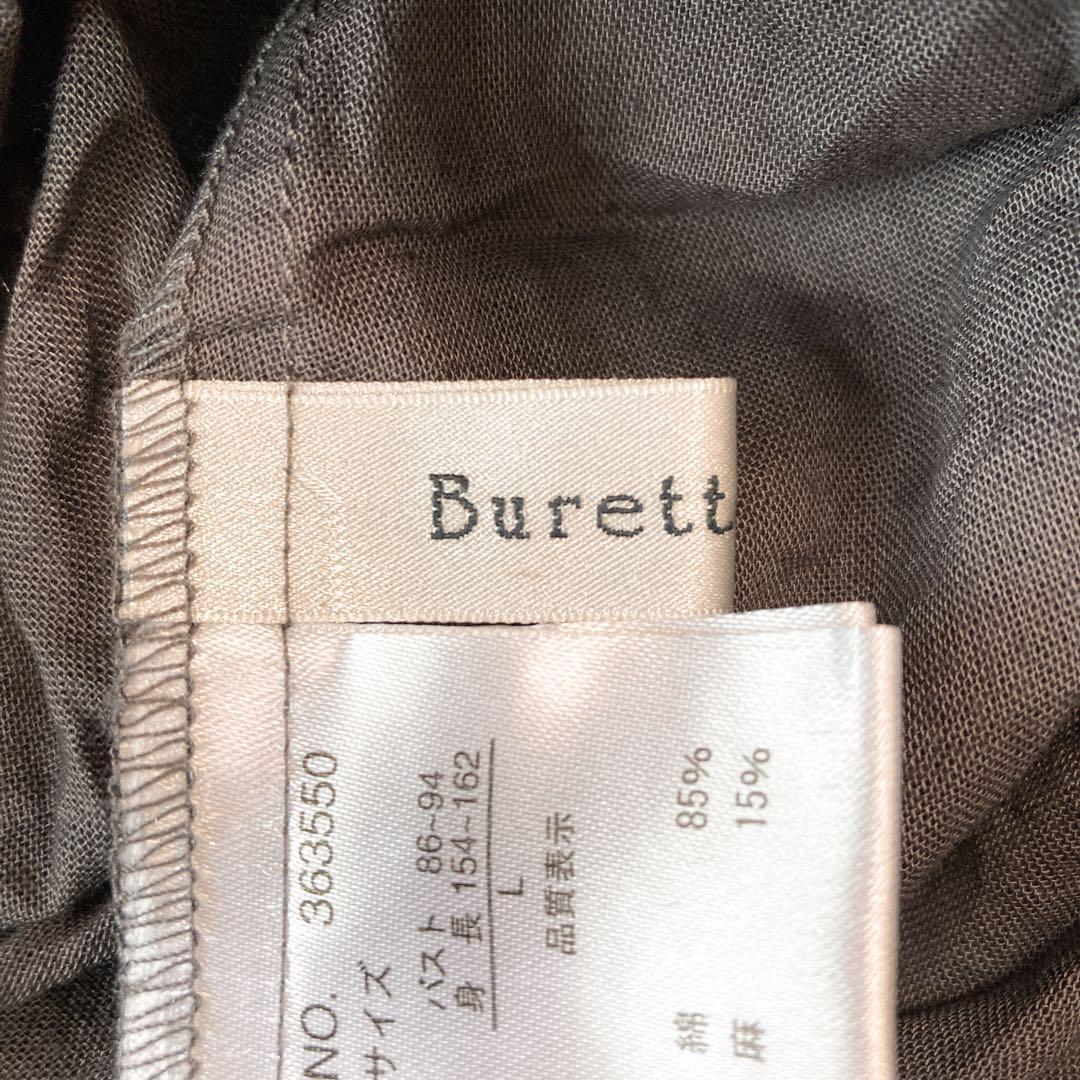 Burett
NO. 363550
サイズ
バスト 86~94
身 長 154~162
L
品質表示
綿 85%
麻 15%